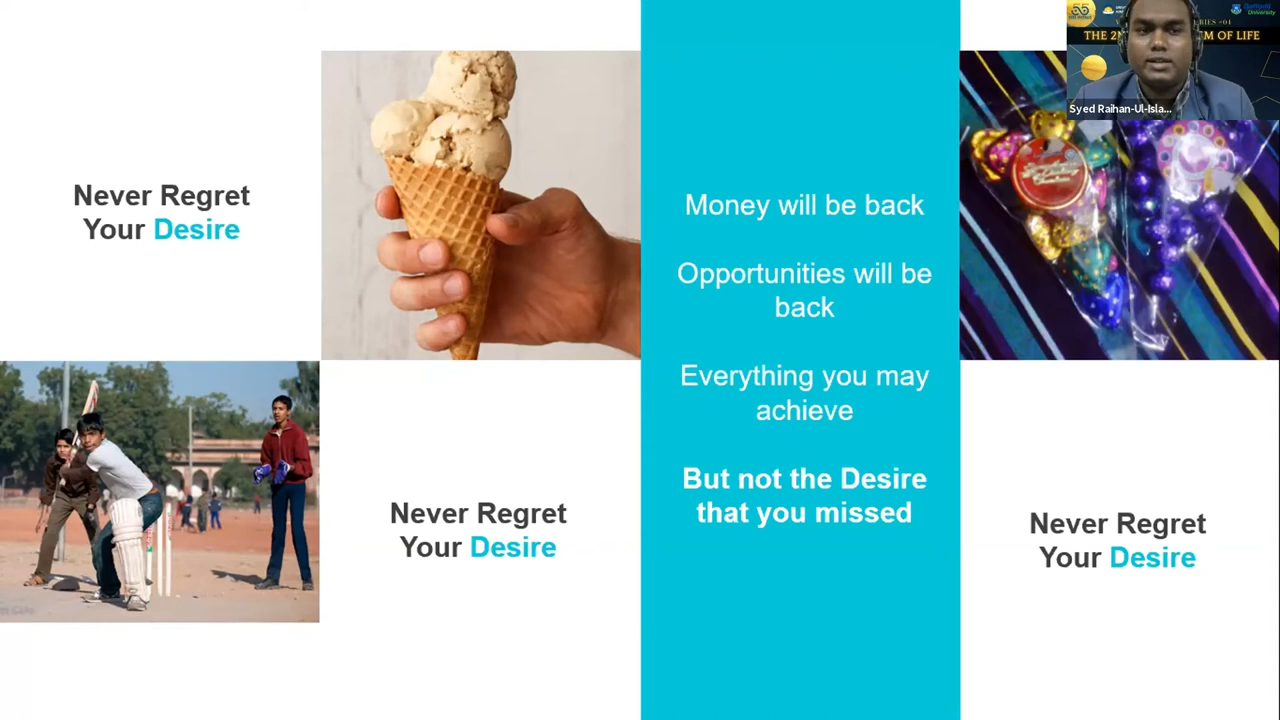 Never Regret
Your Desire
Never Regret
Your Desire
Money will be back
Opportunities will be
back
Everything you may
achieve
But not the Desire
that you missed
Never Regret
Your Desire
THE 2N
M OF LIFE
Syed Raihan-Ul-Isla...